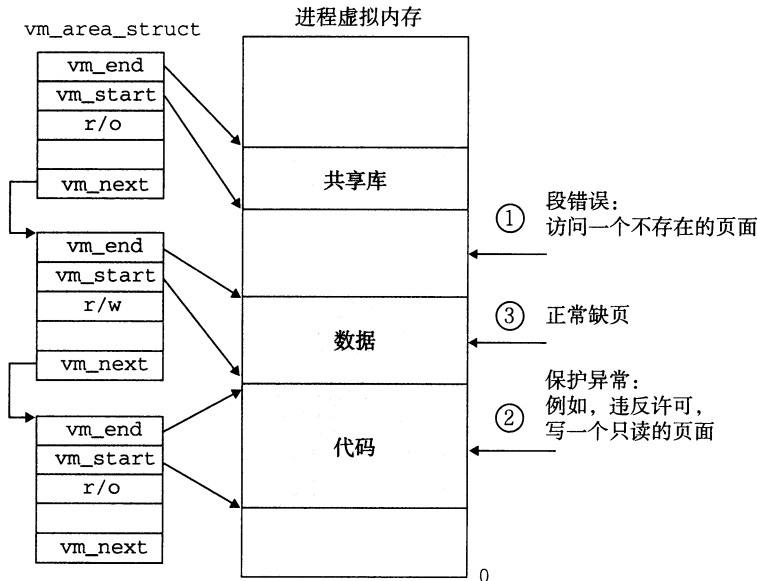 进程虚拟内存
vm_area_struct
vm_end
vm_start
r/o
vm_next
vm_end
vm_start
r/w
vm_next
vm_end
vm_start
r/o
vm_next
共享库
数据
代码
0
① 段错误：
访问一个不存在的页面
③ 正常缺页
保护异常：
② 例如，违反许可，
写一个只读的页面